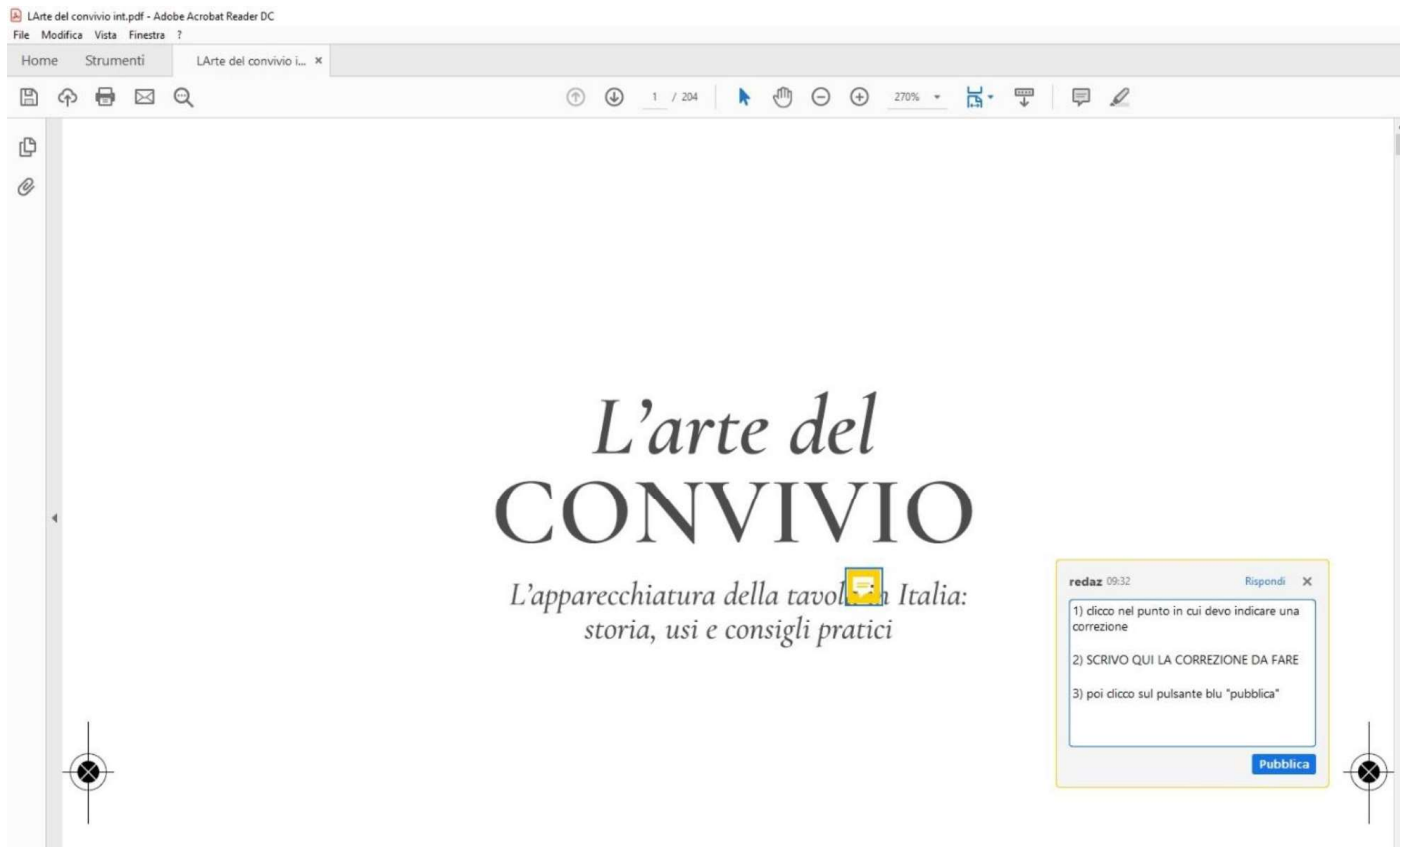 LArte del convivio int.pdf - Adobe Acrobat Reader DC
File Modifica Vista Finestra ?
Home Strumenti LArte del convivio i... ×
1 / 204 270%
L’arte del
CONVIVIO
L’apparecchiatura della tavol in Italia:
storia, usi e consigli pratici
redaz 09:32 Rispondi ×
1) clicco nel punto in cui devo indicare una
correzione
2) SCRIVO QUI LA CORREZIONE DA FARE
3) poi clicco sul pulsante blu "pubblica"
Pubblica